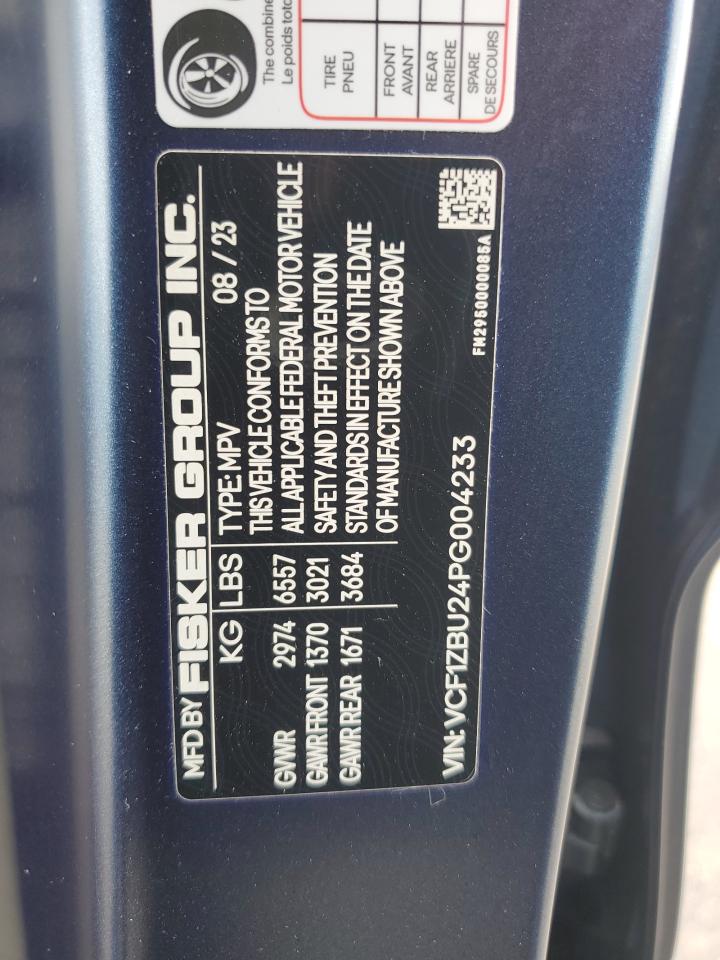 The combine
Le poids tota
TIRE
PNEU
FRONT
AVANT
REAR
ARRIERE
SPARE
DE SECOURS
MFD BY FISKER GROUP INC.
KG LBS TYPE: MPV 08 / 23
GVWR 2974 6557
GAWR FRONT 1370 3021
GAWR REAR 1671 3684
THIS VEHICLE CONFORMS TO
ALL APPLICABLE FEDERAL MOTOR VEHICLE
SAFETY AND THEFT PREVENTION
STANDARDS IN EFFECT ON THE DATE
OF MANUFACTURE SHOWN ABOVE
VIN: VCF1ZBU24PG004233
FM2950000085A